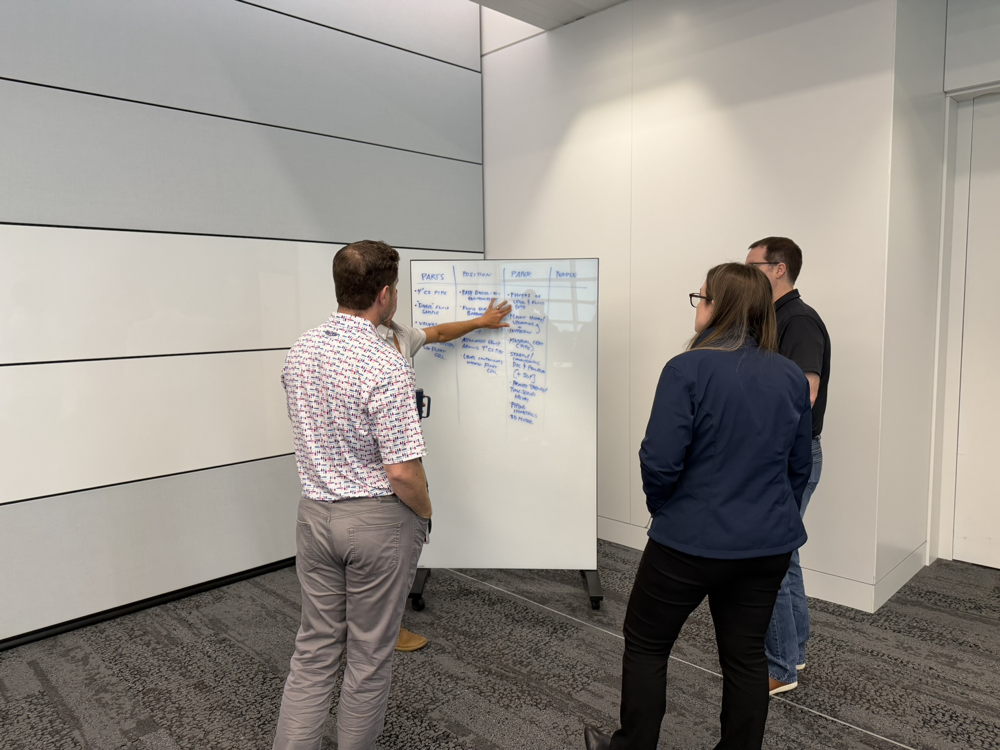 PARTS
• 4" CS PIPE
• "DIESEL" FLUID
SAMPLE
• VALVES
SYSTEM
↳ FLOAT
CELL
POSITION
• PATH DIESEL-TO-
ENVIRONMENT
• FLUID
ASSOCIATED EQUIP.
AROUND 4" CS PIPE
• LEVEL CONTROLLERS
WITHIN FLOAT
CELL
PAPER
• PHOTOS OF
LEAK & FLUID
PATH
• MAINT HISTORY/
UPCOMING
+
• INSPECTION
• MATERIAL CERT
(PIPE)
• STARTUP/
COMMISSIONING
DOC & PROCEDURE
[+ SOP]
• PROCESS TRENDS/
TIME-SERIES
HISTORY
• PIPING
ISOMETRICS
• 3D MODEL
PEOPLE